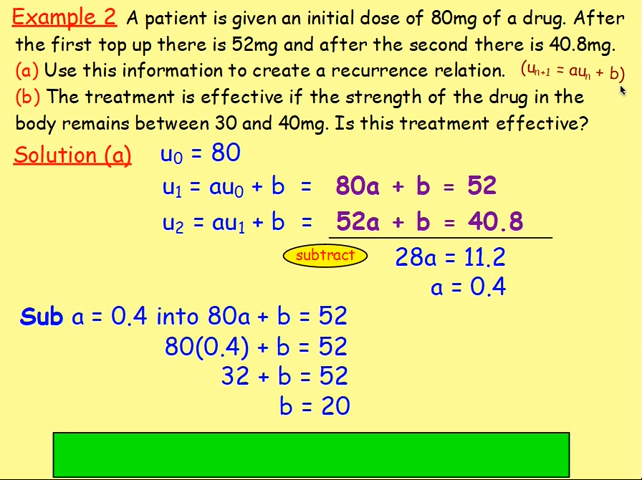 Example 2 A patient is given an initial dose of 80mg of a drug. After
the first top up there is 52mg and after the second there is 40.8mg.
(a) Use this information to create a recurrence relation. (uₙ₊₁ = auₙ + b)
(b) The treatment is effective if the strength of the drug in the
body remains between 30 and 40mg. Is this treatment effective?
Solution (a) u₀ = 80
u₁ = au₀ + b = 80a + b = 52
u₂ = au₁ + b = 52a + b = 40.8
subtract 28a = 11.2
a = 0.4
Sub a = 0.4 into 80a + b = 52
80(0.4) + b = 52
32 + b = 52
b = 20